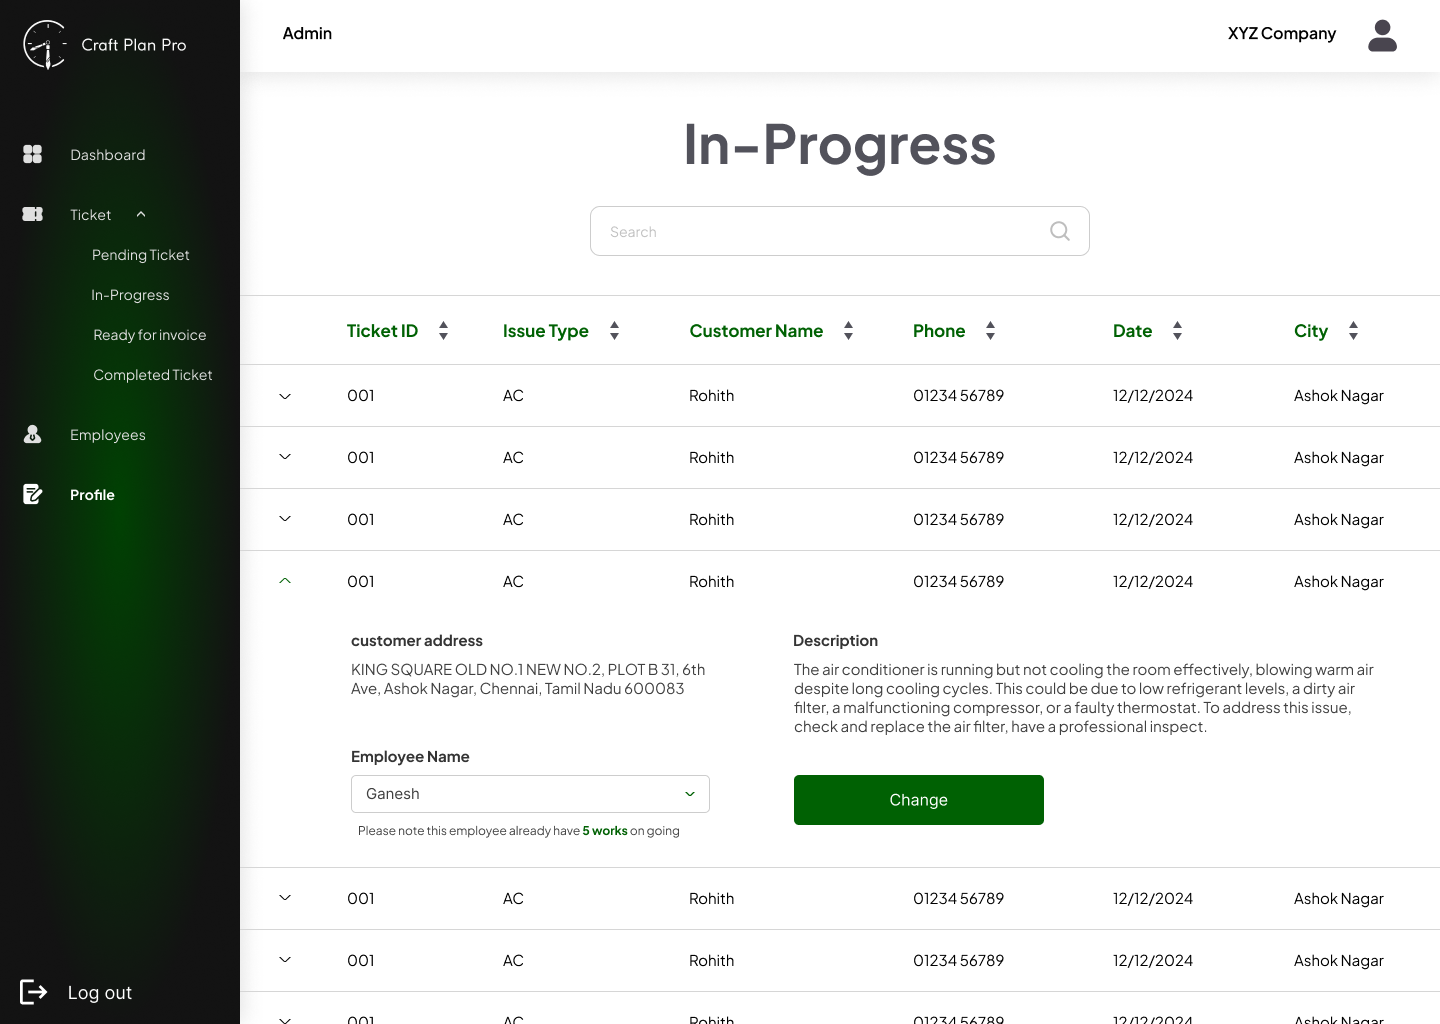 Craft Plan Pro
Admin
XYZ Company
Dashboard
Ticket
Pending Ticket
In-Progress
Ready for invoice
Completed Ticket
Employees
Profile
Log out
In-Progress
Search
Ticket ID Issue Type Customer Name Phone Date City
001 AC Rohith 01234 56789 12/12/2024 Ashok Nagar
001 AC Rohith 01234 56789 12/12/2024 Ashok Nagar
001 AC Rohith 01234 56789 12/12/2024 Ashok Nagar
001 AC Rohith 01234 56789 12/12/2024 Ashok Nagar
customer address
KING SQUARE OLD NO.1 NEW NO.2, PLOT B 31, 6th
Ave, Ashok Nagar, Chennai, Tamil Nadu 600083
Description
The air conditioner is running but not cooling the room effectively, blowing warm air
despite long cooling cycles. This could be due to low refrigerant levels, a dirty air
filter, a malfunctioning compressor, or a faulty thermostat. To address this issue,
check and replace the air filter, have a professional inspect.
Employee Name
Ganesh
Please note this employee already have 5 works on going
Change
001 AC Rohith 01234 56789 12/12/2024 Ashok Nagar
001 AC Rohith 01234 56789 12/12/2024 Ashok Nagar
001 AC Rohith 01234 56789 12/12/2024 Ashok Nagar